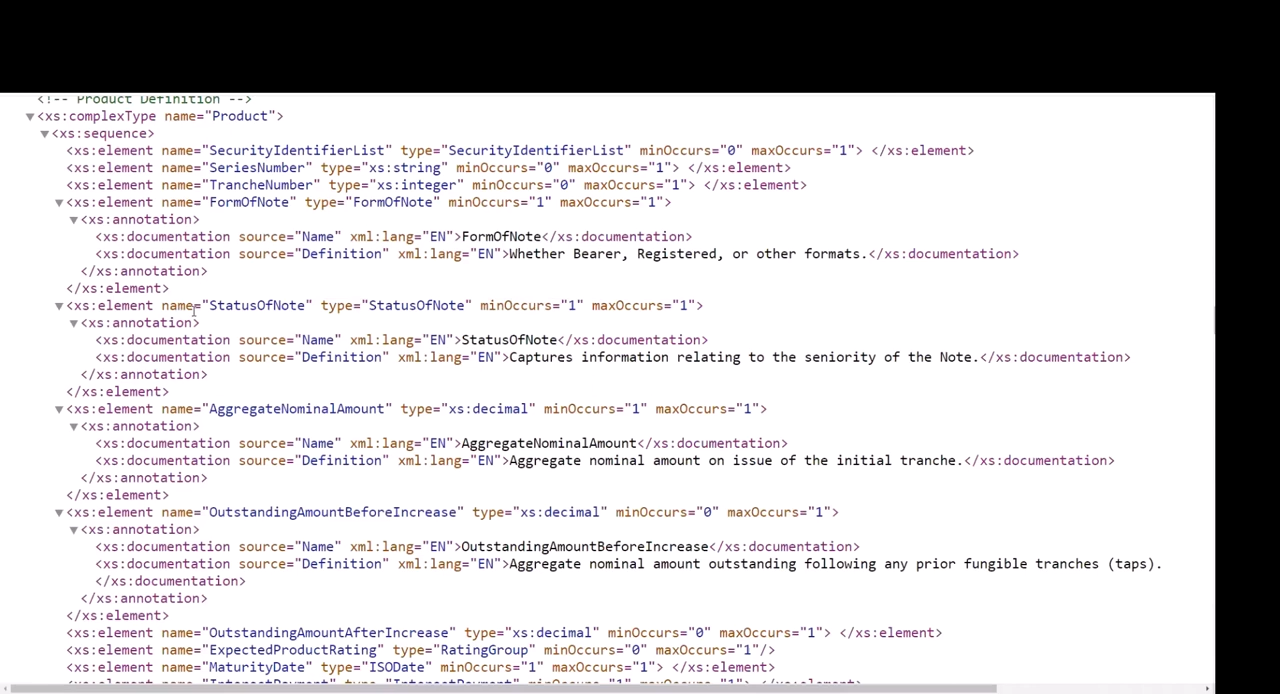 <!-- Product Definition -->
▼<xs:complexType name="Product">
▼<xs:sequence>
<xs:element name="SecurityIdentifierList" type="SecurityIdentifierList" minOccurs="0" maxOccurs="1"> </xs:element>
<xs:element name="SeriesNumber" type="xs:string" minOccurs="0" maxOccurs="1"> </xs:element>
<xs:element name="TrancheNumber" type="xs:integer" minOccurs="0" maxOccurs="1"> </xs:element>
▼<xs:element name="FormOfNote" type="FormOfNote" minOccurs="1" maxOccurs="1">
▼<xs:annotation>
<xs:documentation source="Name" xml:lang="EN">FormOfNote</xs:documentation>
<xs:documentation source="Definition" xml:lang="EN">Whether Bearer, Registered, or other formats.</xs:documentation>
</xs:annotation>
</xs:element>
▼<xs:element name="StatusOfNote" type="StatusOfNote" minOccurs="1" maxOccurs="1">
▼<xs:annotation>
<xs:documentation source="Name" xml:lang="EN">StatusOfNote</xs:documentation>
<xs:documentation source="Definition" xml:lang="EN">Captures information relating to the seniority of the Note.</xs:documentation>
</xs:annotation>
</xs:element>
▼<xs:element name="AggregateNominalAmount" type="xs:decimal" minOccurs="1" maxOccurs="1">
▼<xs:annotation>
<xs:documentation source="Name" xml:lang="EN">AggregateNominalAmount</xs:documentation>
<xs:documentation source="Definition" xml:lang="EN">Aggregate nominal amount on issue of the initial tranche.</xs:documentation>
</xs:annotation>
</xs:element>
▼<xs:element name="OutstandingAmountBeforeIncrease" type="xs:decimal" minOccurs="0" maxOccurs="1">
▼<xs:annotation>
<xs:documentation source="Name" xml:lang="EN">OutstandingAmountBeforeIncrease</xs:documentation>
<xs:documentation source="Definition" xml:lang="EN">Aggregate nominal amount outstanding following any prior fungible tranches (taps).
</xs:documentation>
</xs:annotation>
</xs:element>
<xs:element name="OutstandingAmountAfterIncrease" type="xs:decimal" minOccurs="0" maxOccurs="1"> </xs:element>
<xs:element name="ExpectedProductRating" type="RatingGroup" minOccurs="0" maxOccurs="1"/>
<xs:element name="MaturityDate" type="ISODate" minOccurs="1" maxOccurs="1"> </xs:element>